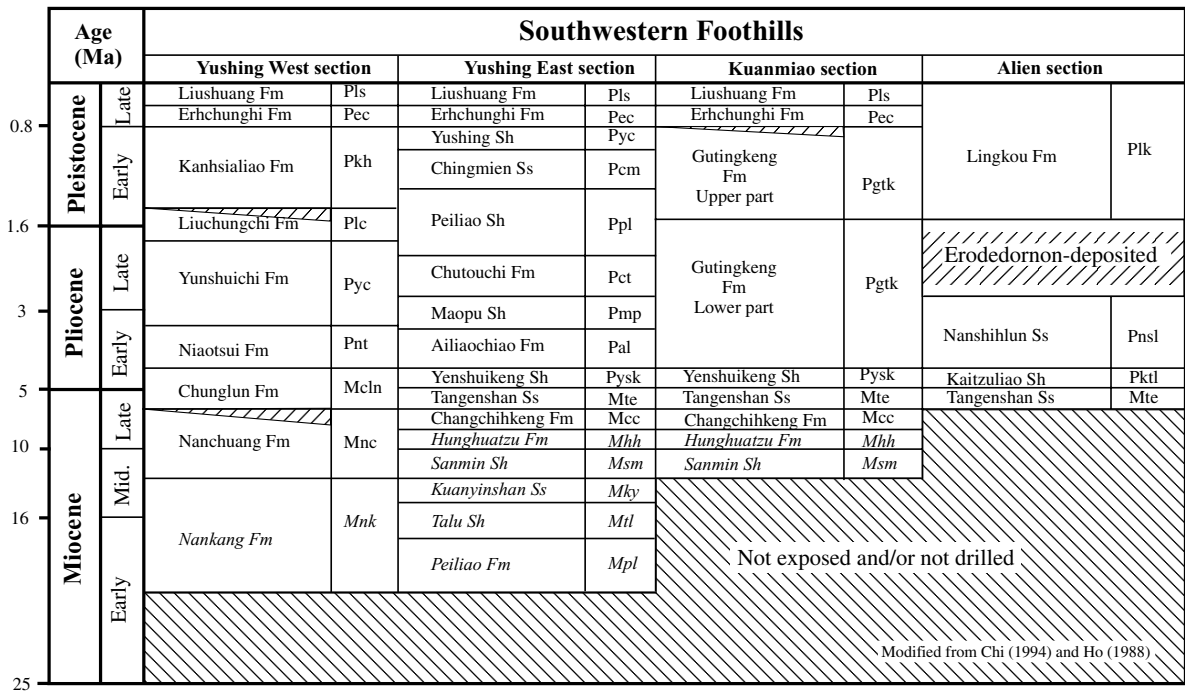 Age
(Ma)
Southwestern Foothills
Yushing West section
Yushing East section
Kuanmiao section
Alien section
Pleistocene
Pliocene
Miocene
Late
Early
Late
Early
Late
Mid.
Early
0.8
1.6
3
5
10
16
25
Liushuang Fm Pls
Erhchunghi Fm Pec
Kanhsialiao Fm Pkh
Liuchungchi Fm Plc
Yunshuichi Fm Pyc
Niaotsui Fm Pnt
Chunglun Fm Mcln
Nanchuang Fm Mnc
Nankang Fm Mnk
Liushuang Fm Pls
Erhchunghi Fm Pec
Yushing Sh Pyc
Chingmien Ss Pcm
Peiliao Sh Ppl
Chutouchi Fm Pct
Maopu Sh Pmp
Ailiaochiao Fm Pal
Yenshuikeng Sh Pysk
Tangenshan Ss Mte
Changchihkeng Fm Mcc
Hunghuatzu Fm Mhh
Sanmin Sh Msm
Kuanyinshan Ss Mky
Talu Sh Mtl
Peiliao Fm Mpl
Liushuang Fm Pls
Erhchunghi Fm Pec
Gutingkeng
Fm
Upper part
Pgtk
Gutingkeng
Fm
Lower part
Pgtk
Yenshuikeng Sh Pysk
Tangenshan Ss Mte
Changchihkeng Fm Mcc
Hunghuatzu Fm Mhh
Sanmin Sh Msm
Lingkou Fm Plk
Erodedornon-deposited
Nanshihlun Ss Pnsl
Kaitzuliao Sh Pktl
Tangenshan Ss Mte
Not exposed and/or not drilled
Modified from Chi (1994) and Ho (1988)